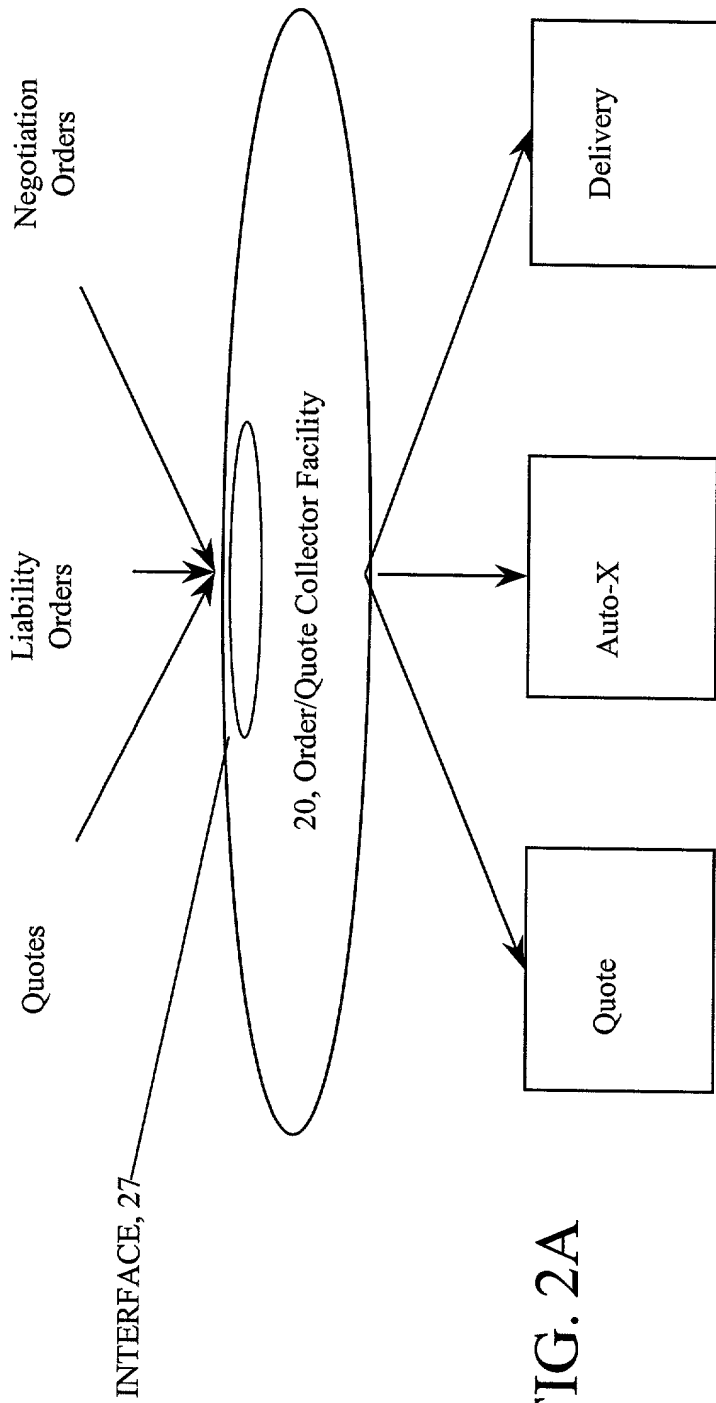 Quotes
Liability
Orders
Negotiation
Orders
INTERFACE, 27
20, Order/Quote Collector Facility
Quote
Auto-X
Delivery
FIG. 2A